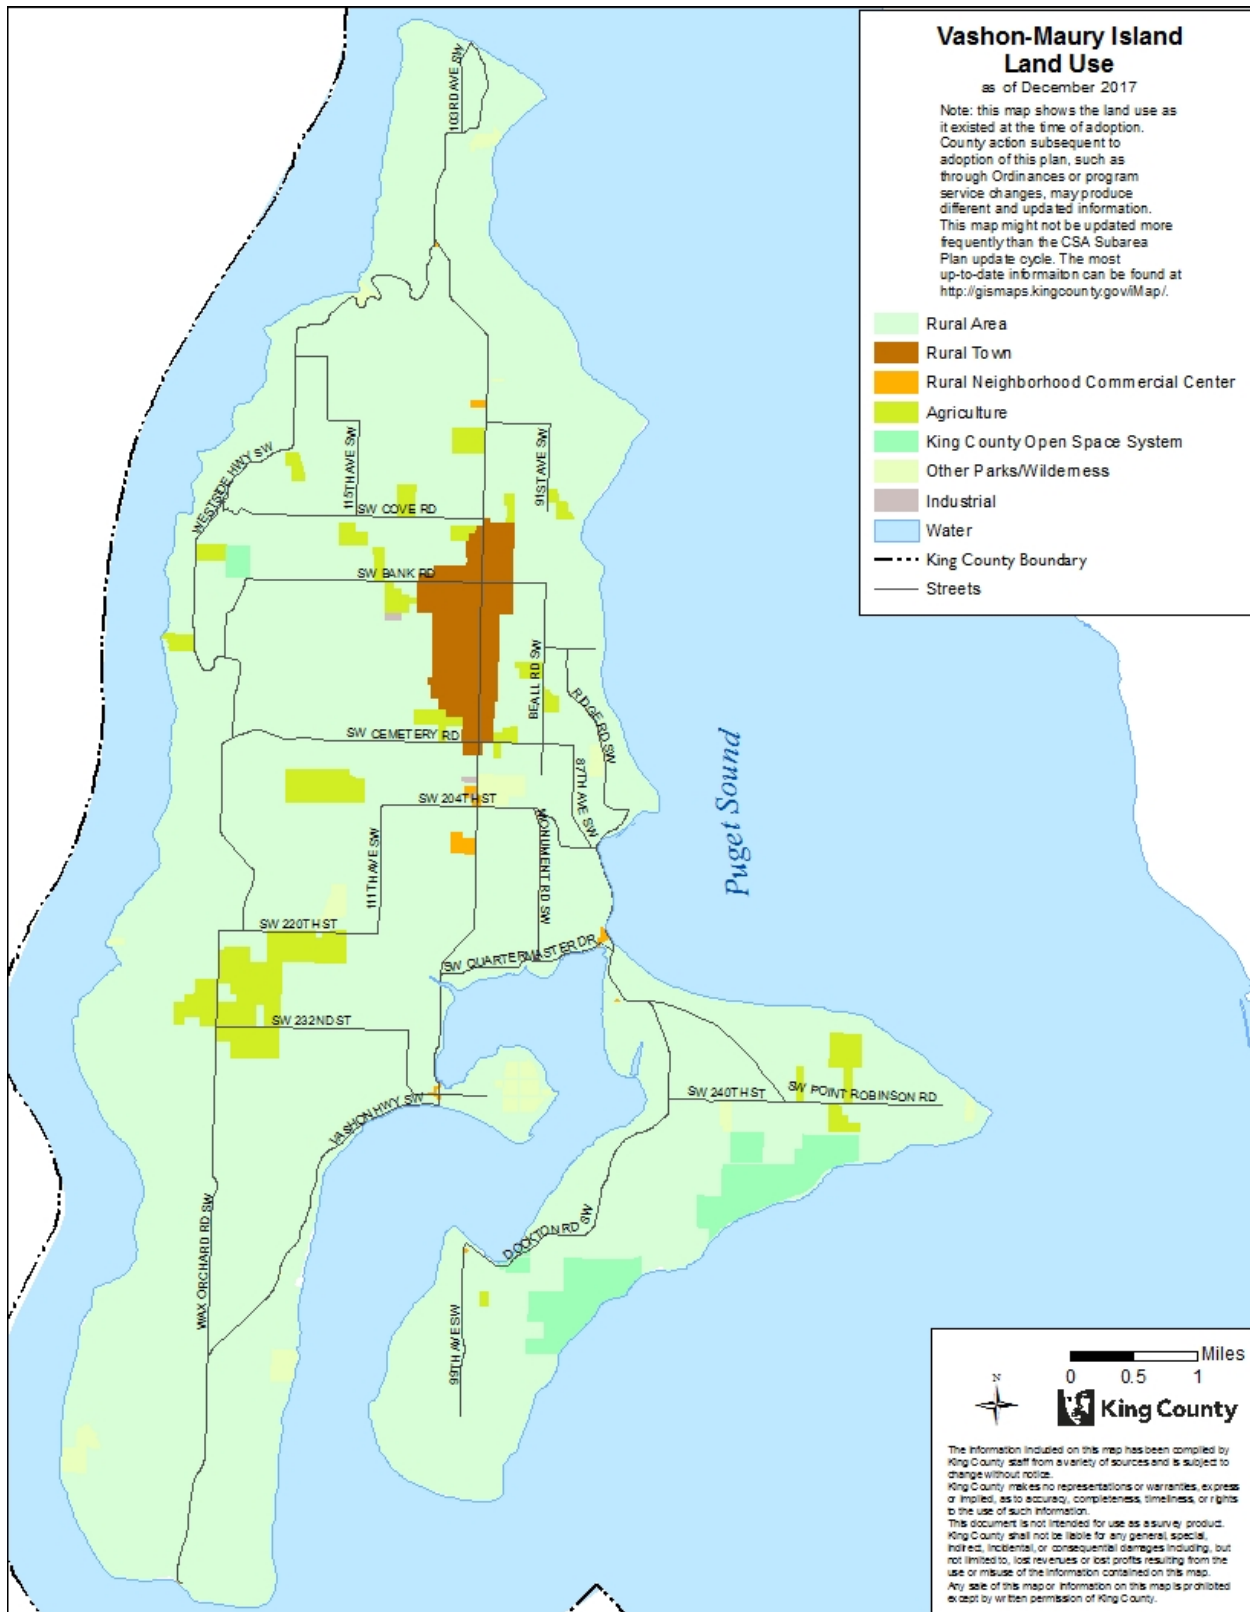 Vashon-Maury Island
Land Use
as of December 2017
Note: this map shows the land use as
it existed at the time of adoption.
County action subsequent to
adoption of this plan, such as
through Ordinances or program
service changes, may produce
different and updated information.
This map might not be updated more
frequently than the CSA Subarea
Plan update cycle. The most
up-to-date informaiton can be found at
http://gismaps.kingcounty.gov/iMap/.
Rural Area
Rural Town
Rural Neighborhood Commercial Center
Agriculture
King County Open Space System
Other Parks/Wilderness
Industrial
Water
King County Boundary
Streets
103RD AVE SW
WESTSIDE HWY SW
115TH AVE SW
91ST AVE SW
SW COVE RD
SW BANK RD
BEALL RD SW
RIDGE RD SW
SW CEMETERY RD
87TH AVE SW
Puget Sound
SW 204TH ST
111TH AVE SW
MONUMENT RD SW
SW 220TH ST
SW QUARTERMASTER DR
SW 232ND ST
SW 240TH ST
SW POINT ROBINSON RD
VASHON HWY SW
WAX ORCHARD RD SW
DOCKTON RD SW
99TH AVE SW
Miles
0 0.5 1
N
King County
The information included on this map has been compiled by
King County staff from a variety of sources and is subject to
change without notice.
King County makes no representations or warranties, express
or implied, as to accuracy, completeness, timeliness, or rights
to the use of such information.
This document is not intended for use as a survey product.
King County shall not be liable for any general, special,
indirect, incidental, or consequential damages including, but
not limited to, lost revenues or lost profits resulting from the
use or misuse of the information contained on this map.
Any sale of this map or information on this map is prohibited
except by written permission of King County.